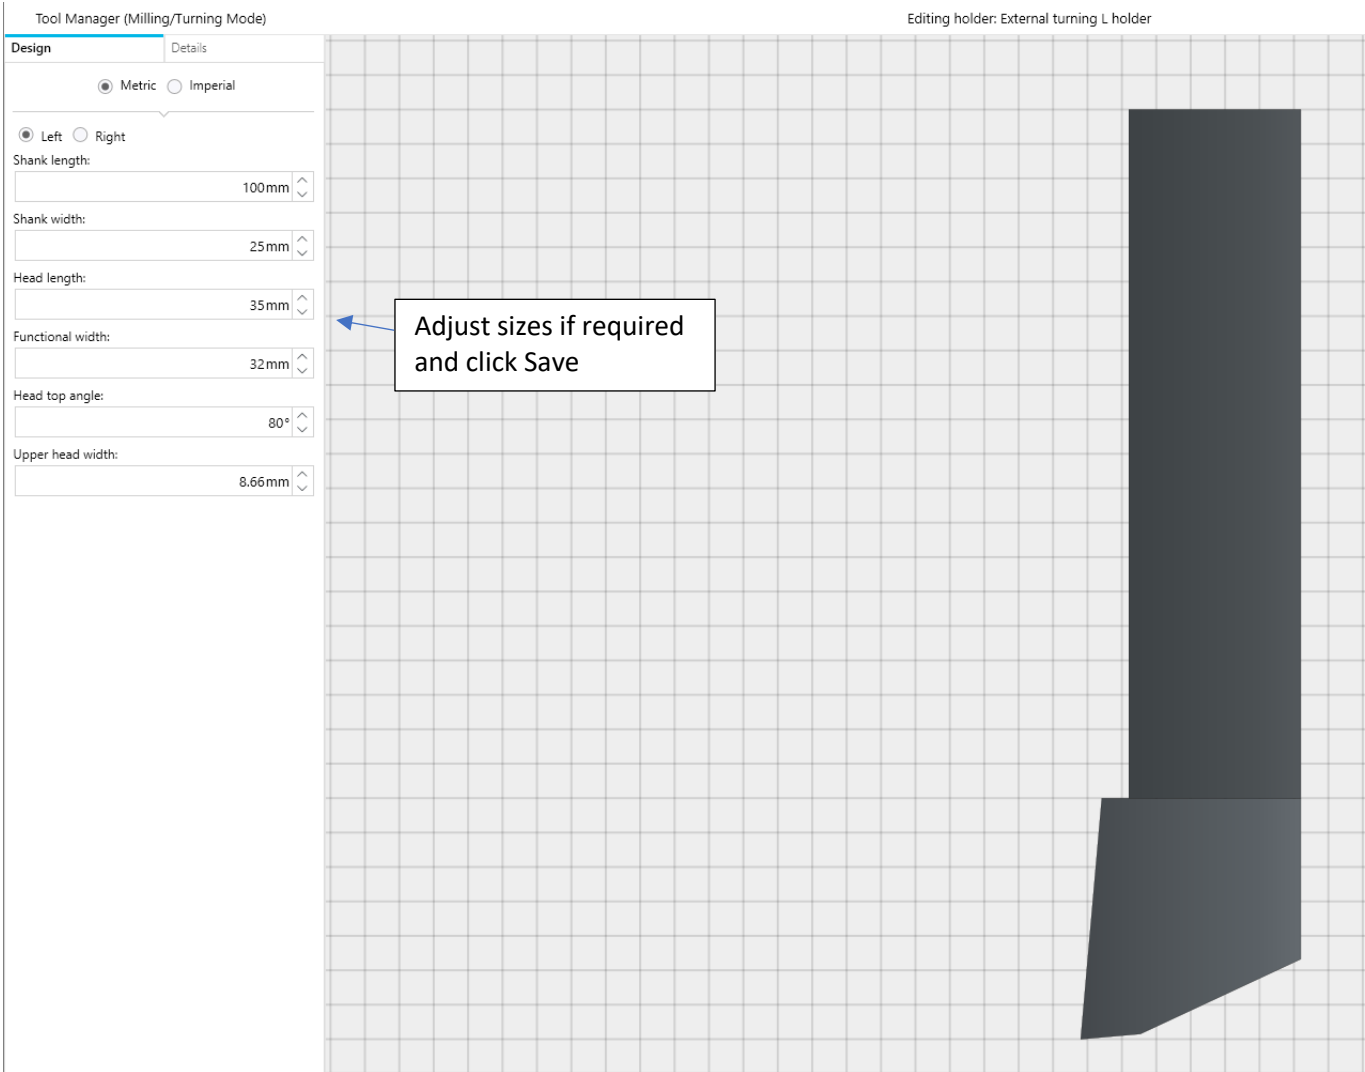 Tool Manager (Milling/Turning Mode)
Editing holder: External turning L holder
Design
Details
Metric
Imperial
Left
Right
Shank length:
100mm
Shank width:
25mm
Head length:
35mm
Functional width:
32mm
Head top angle:
80°
Upper head width:
8.66mm
Adjust sizes if required
and click Save